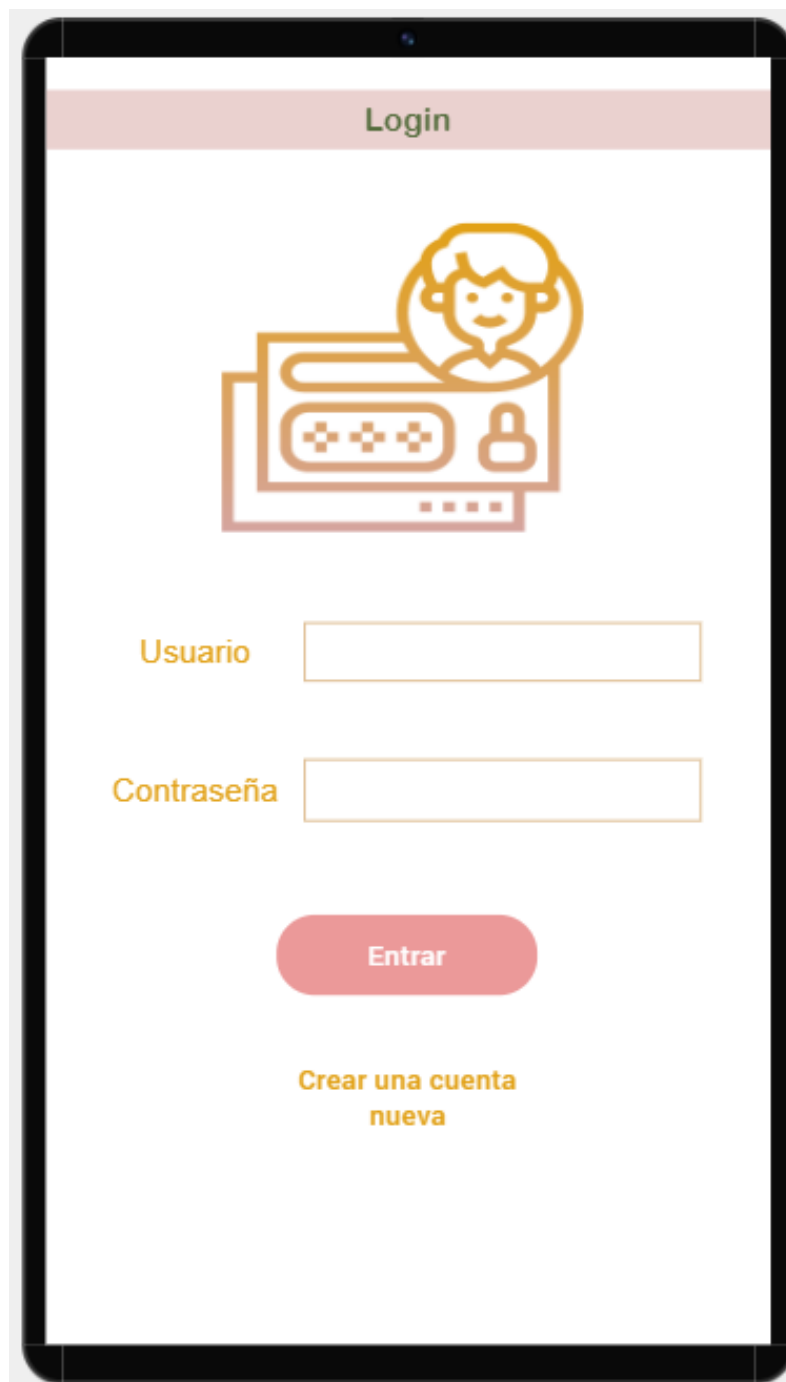 Login
Usuario
Contraseña
Entrar
Crear una cuenta
nueva